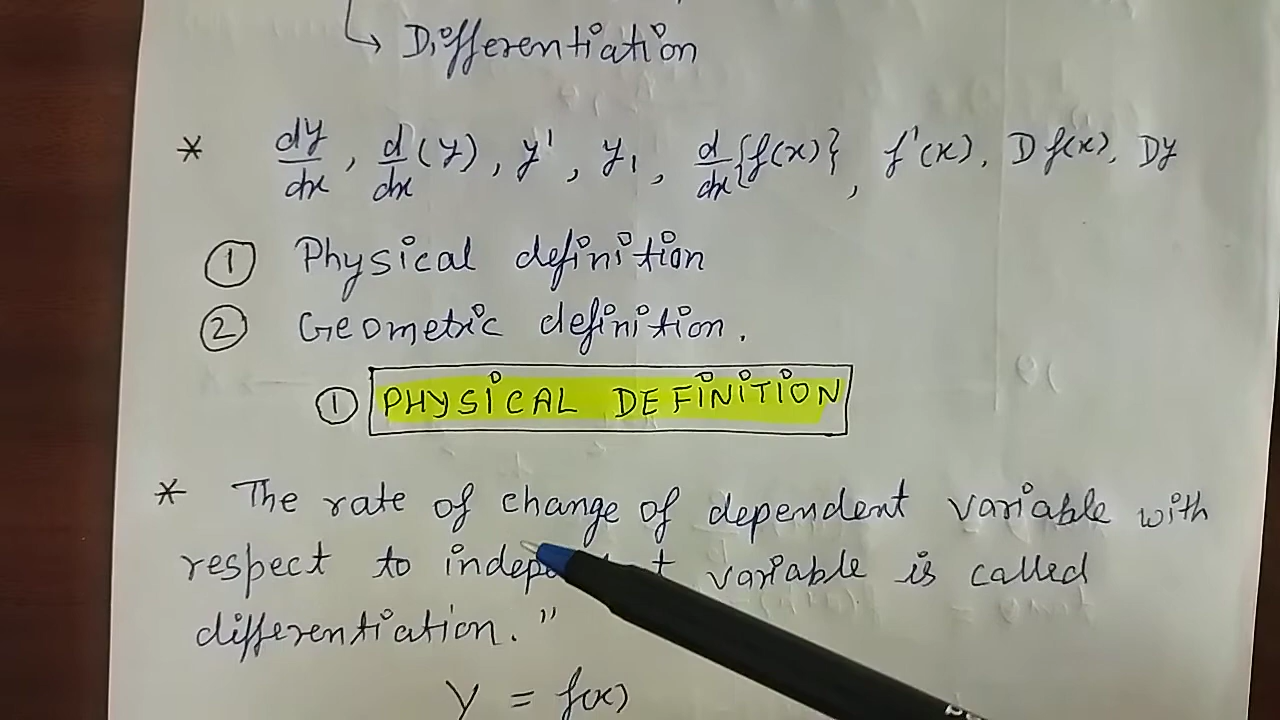 ↳ Differentiation
* dy/dx, d/dx (y), y', y₁, d/dx {f(x)}, f'(x), D f(x), Dy
① Physical definition
② Geometric definition.
① PHYSICAL DEFINITION
* The rate of change of dependent variable with
respect to indepe t variable is called
differentiation."
y = f(x)